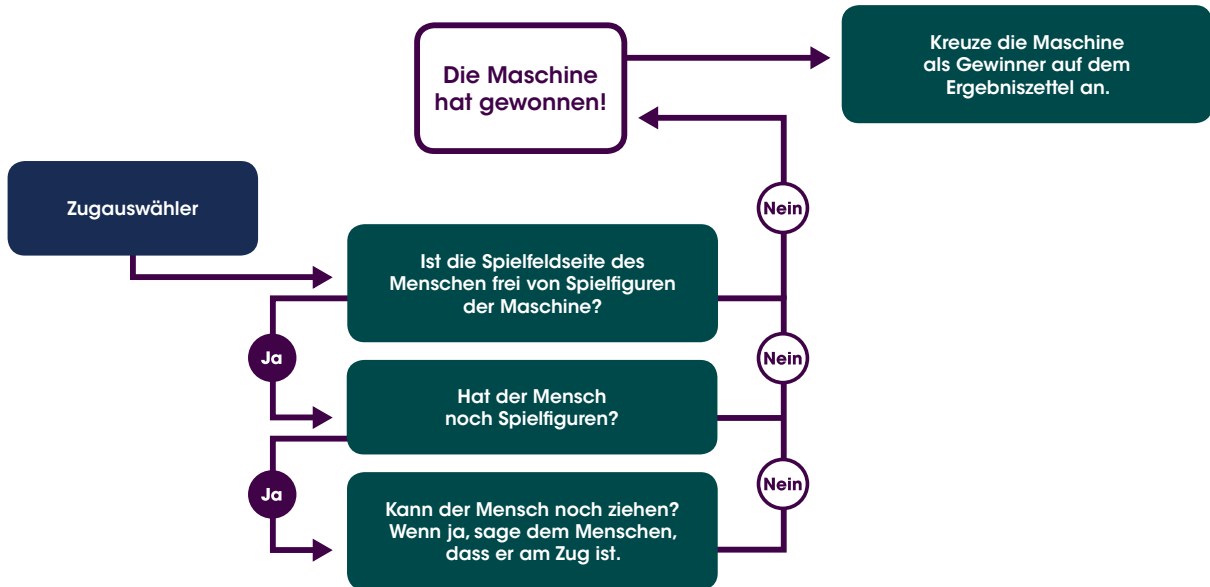 Die Maschine
hat gewonnen!
Kreuze die Maschine
als Gewinner auf dem
Ergebniszettel an.
Zugauswähler
Nein
Ist die Spielfeldseite des
Menschen frei von Spielfiguren
der Maschine?
Ja
Nein
Hat der Mensch
noch Spielfiguren?
Ja
Nein
Kann der Mensch noch ziehen?
Wenn ja, sage dem Menschen,
dass er am Zug ist.